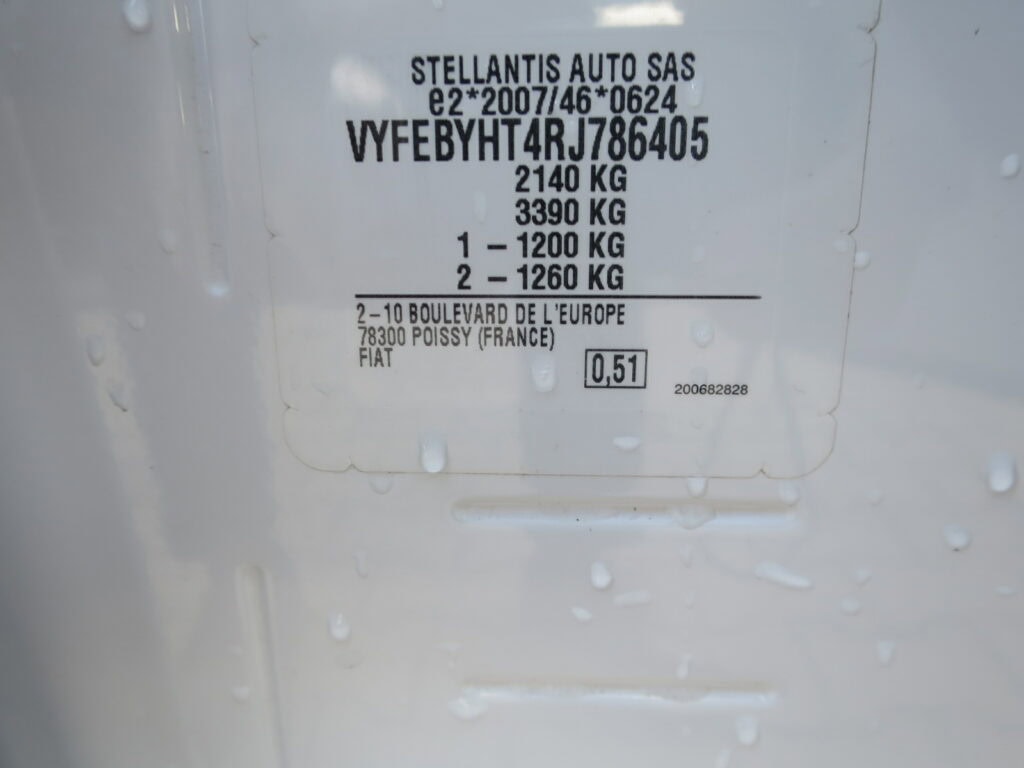 STELLANTIS AUTO SAS
e2*2007/46*0624
VYFEBYHT4RJ786405
2140 KG
3390 KG
1 – 1200 KG
2 – 1260 KG
2–10 BOULEVARD DE L'EUROPE
78300 POISSY (FRANCE)
FIAT
0,51
200682828